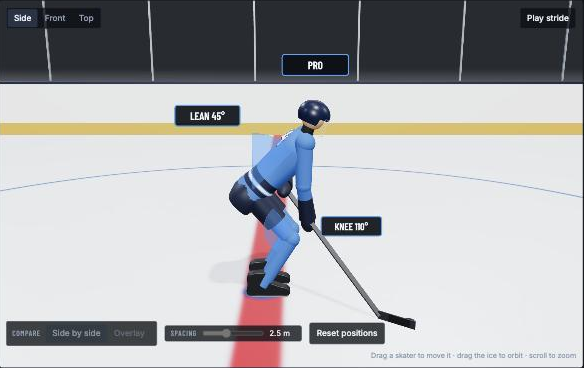 Side Front Top
Play stride
PRO
LEAN 45°
KNEE 110°
COMPARE Side by side Overlay
SPACING 2.5 m
Reset positions
Drag a skater to move it · drag the ice to orbit · scroll to zoom